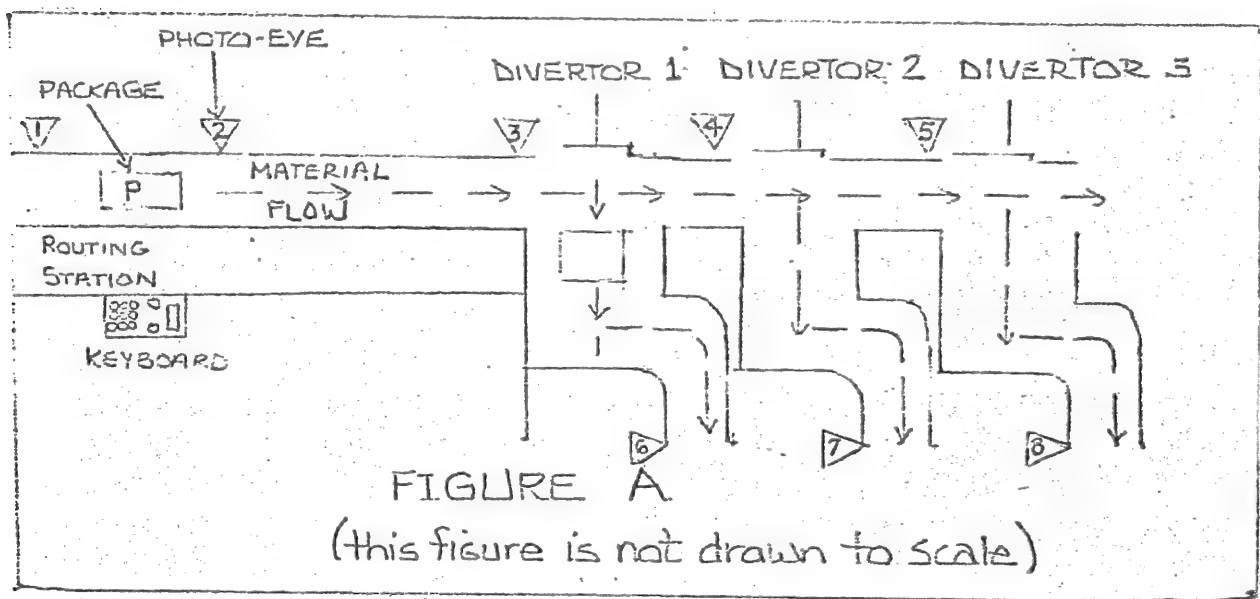 PHOTO-EYE
DIVERTOR 1 DIVERTOR 2 DIVERTOR 3
PACKAGE
1 2 3 4 5
P
MATERIAL
FLOW
ROUTING
STATION
KEYBOARD
6 7 8
FIGURE A
(this figure is not drawn to scale)